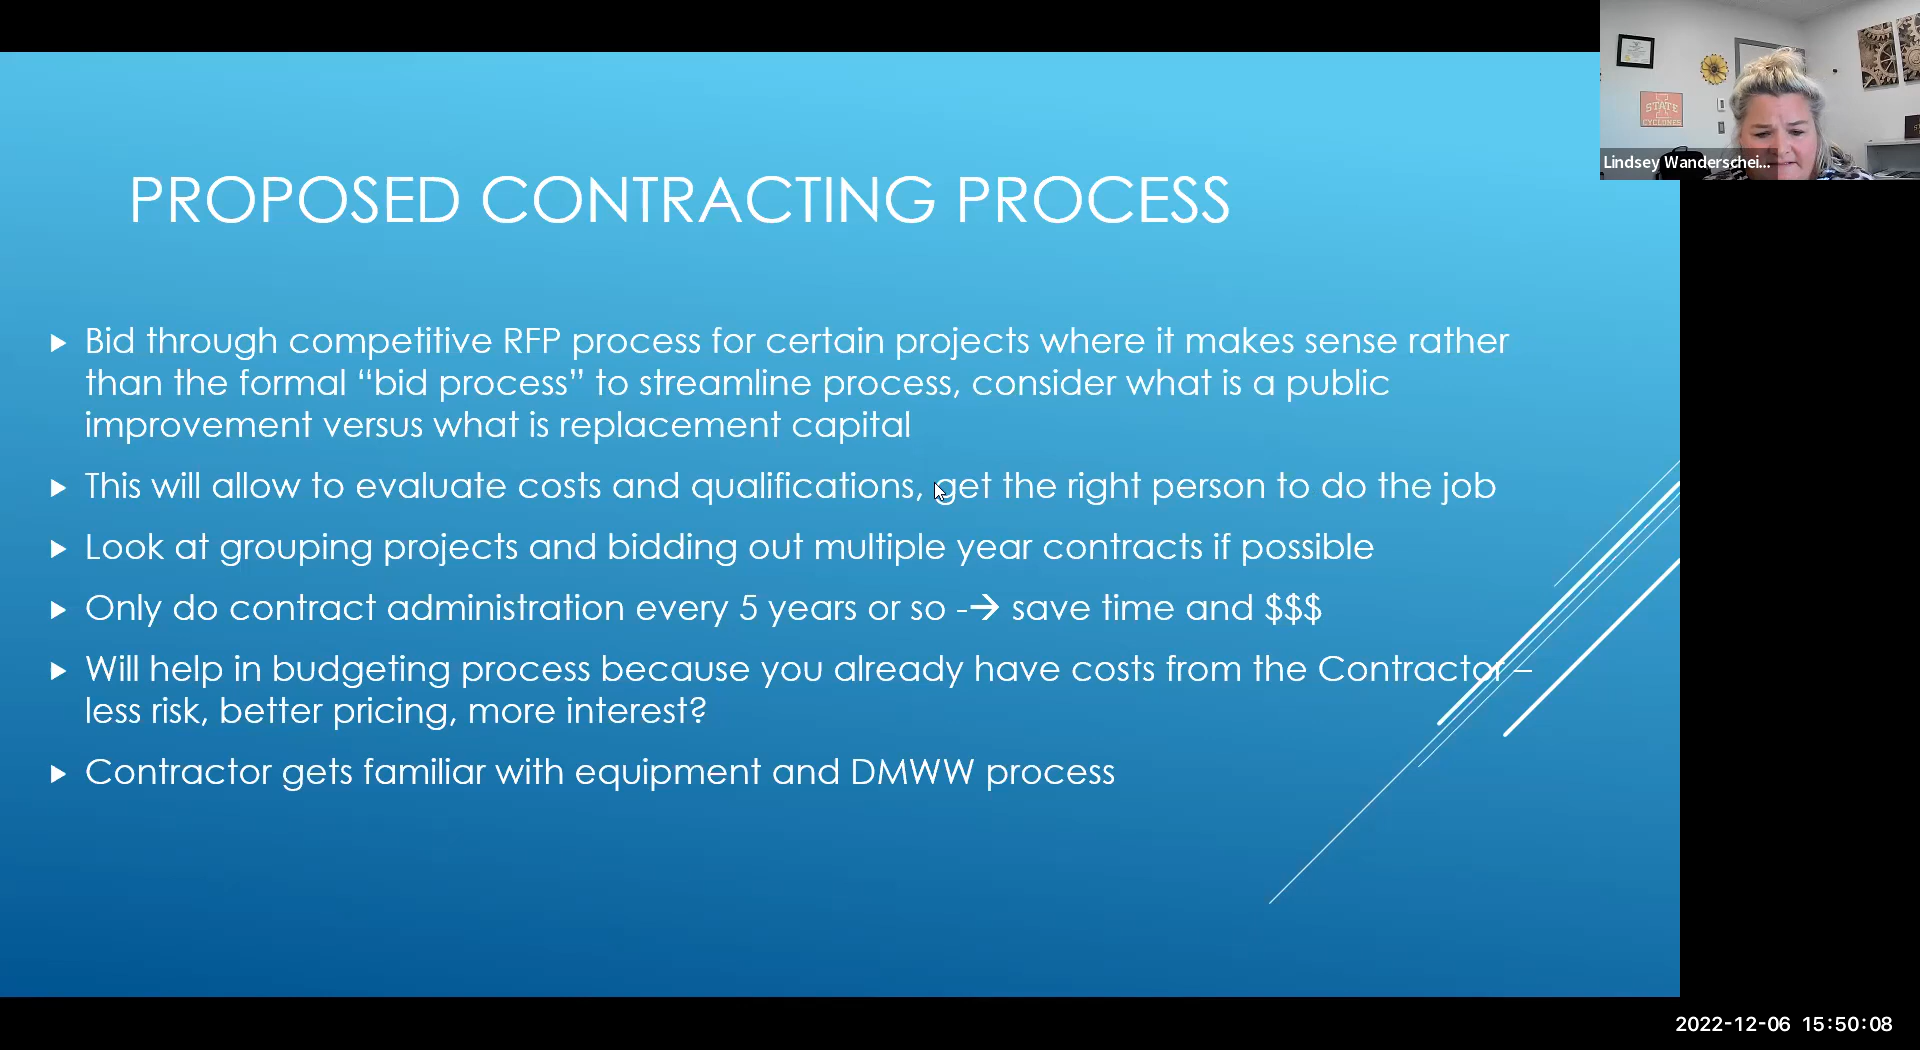 PROPOSED CONTRACTING PROCESS
Bid through competitive RFP process for certain projects where it makes sense rather
than the formal “bid process” to streamline process, consider what is a public
improvement versus what is replacement capital
This will allow to evaluate costs and qualifications, get the right person to do the job
Look at grouping projects and bidding out multiple year contracts if possible
Only do contract administration every 5 years or so -→ save time and $$$
Will help in budgeting process because you already have costs from the Contractor –
less risk, better pricing, more interest?
Contractor gets familiar with equipment and DMWW process
STATE
CYCLONES
Lindsey Wanderschei...
2022-12-06 15:50:08